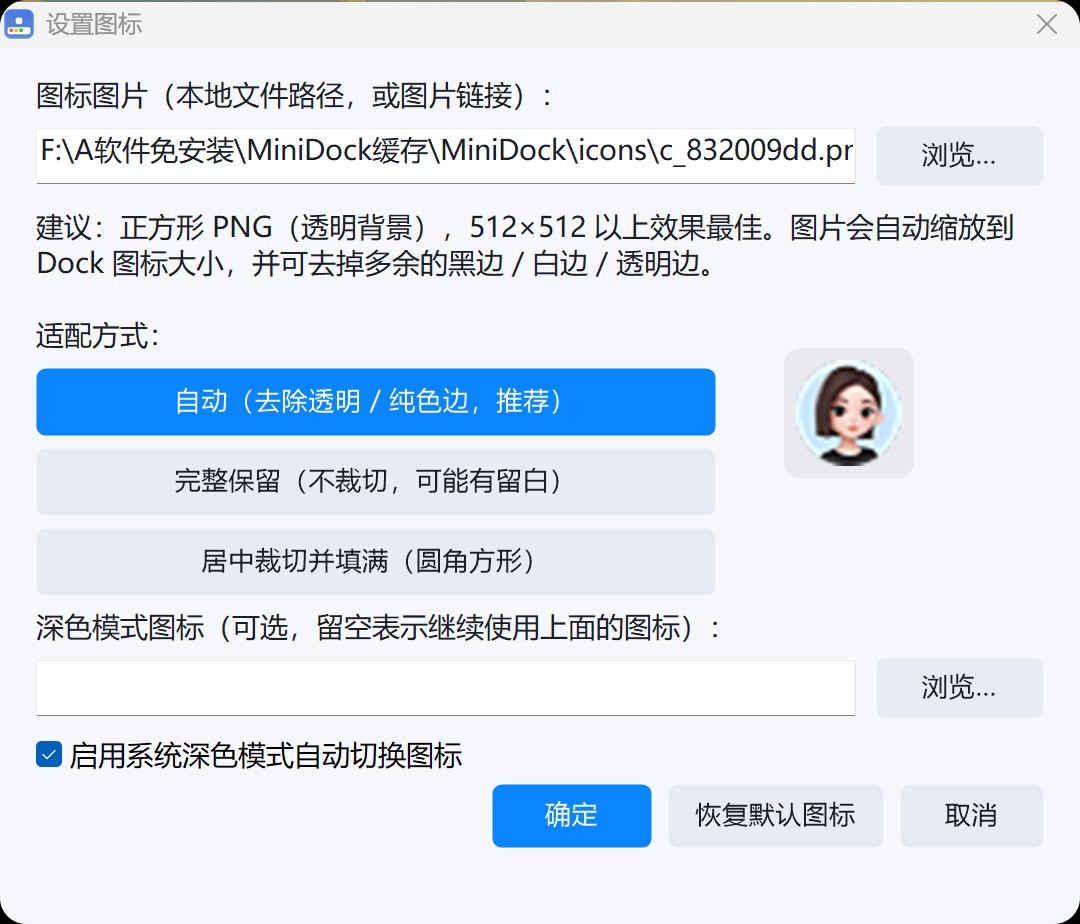 设置图标
图标图片（本地文件路径，或图片链接）:
F:\A软件免安装\MiniDock缓存\MiniDock\icons\c_832009dd.pr
浏览...
建议：正方形 PNG（透明背景），512×512 以上效果最佳。图片会自动缩放到
Dock 图标大小，并可去掉多余的黑边 / 白边 / 透明边。
适配方式：
自动（去除透明 / 纯色边，推荐）
完整保留（不裁切，可能有留白）
居中裁切并填满（圆角方形）
深色模式图标（可选，留空表示继续使用上面的图标）:
浏览...
启用系统深色模式自动切换图标
确定
恢复默认图标
取消